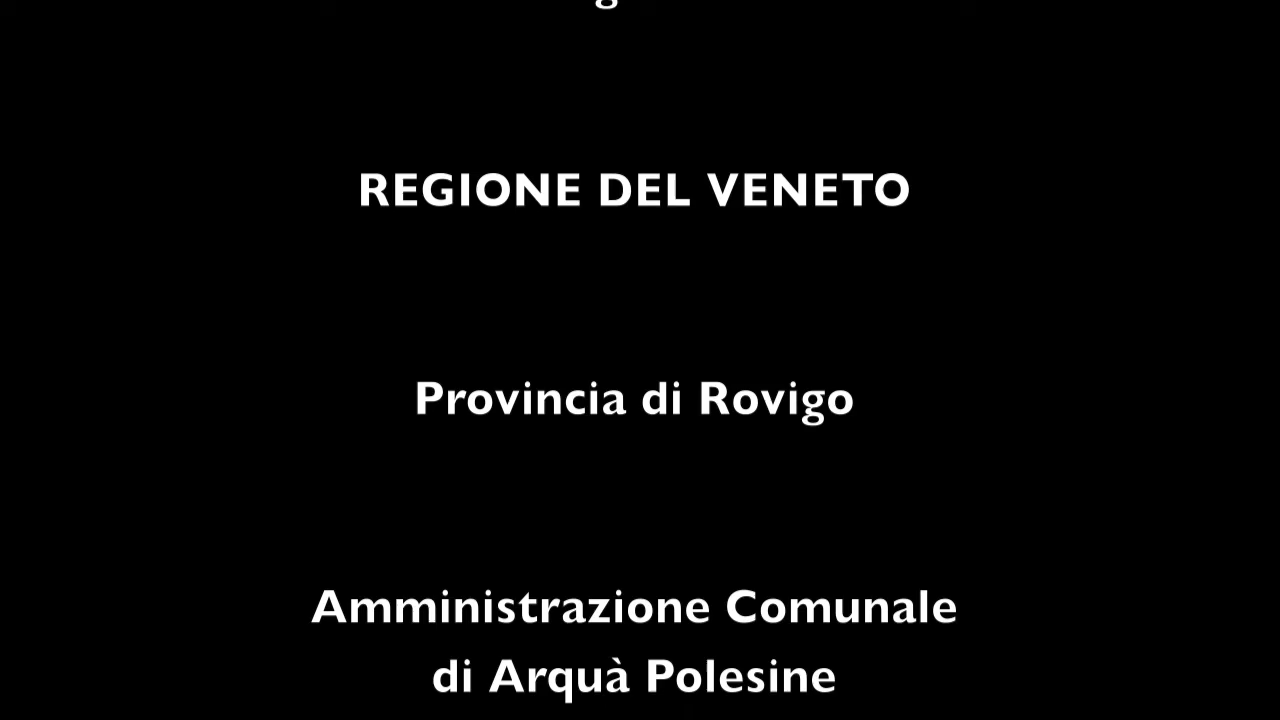 REGIONE DEL VENETO
Provincia di Rovigo
Amministrazione Comunale
di Arquà Polesine